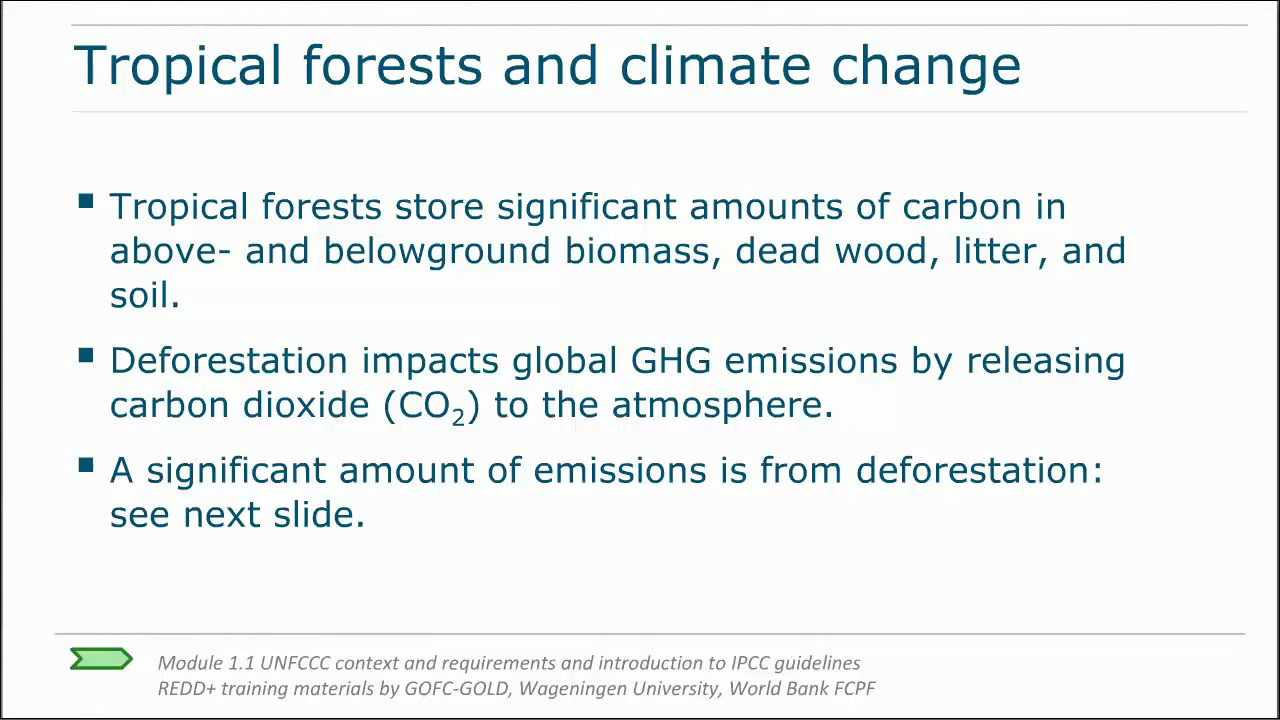 Tropical forests and climate change
Tropical forests store significant amounts of carbon in
above- and belowground biomass, dead wood, litter, and
soil.
Deforestation impacts global GHG emissions by releasing
carbon dioxide (CO₂) to the atmosphere.
A significant amount of emissions is from deforestation:
see next slide.
Module 1.1 UNFCCC context and requirements and introduction to IPCC guidelines
REDD+ training materials by GOFC-GOLD, Wageningen University, World Bank FCPF